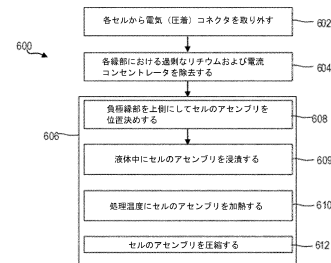 600
各セルから電気（圧着）コネクタを取り外す
602
各縁部における過剰なリチウムおよび電流
コンセントレータを除去する
604
606
負極縁部を上側にしてセルのアセンブリを
位置決めする
608
液体中にセルのアセンブリを浸漬する
609
処理温度にセルのアセンブリを加熱する
610
セルのアセンブリを圧縮する
612